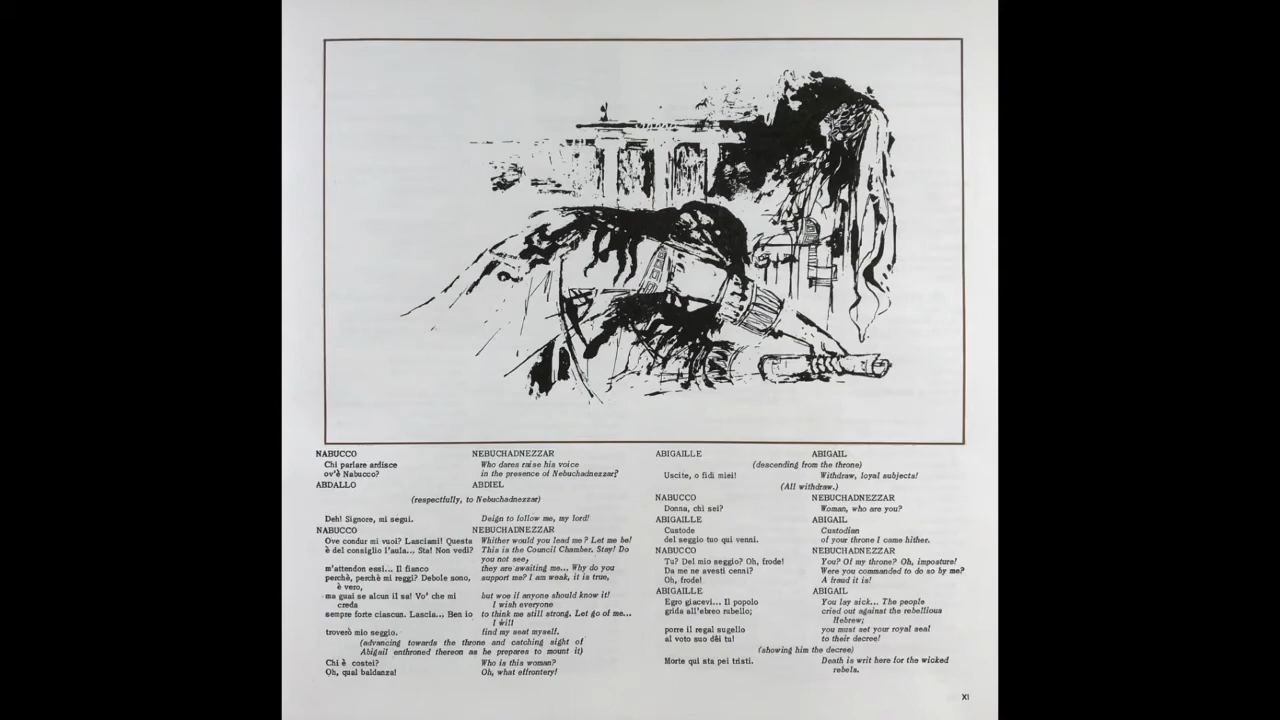 NABUCCO NEBUCHADNEZZAR
Chi parlare ardisce Who dares raise his voice
ov'è Nabucco? in the presence of Nebuchadnezzar?
ABDALLO ABDIEL
(respectfully, to Nebuchadnezzar)
Deh! Signore, mi segui. Deign to follow me, my lord!
NABUCCO NEBUCHADNEZZAR
Ove condur mi vuoi? Lasciami! Questa Whither would you lead me? Let me be!
è del consiglio l'aula... Sta! Non vedi? This is the Council Chamber. Stay! Do
you not see,
m'attendon essi... Il fianco they are awaiting me... Why do you
perchè, perchè mi reggi? Debole sono, support me? I am weak, it is true,
è vero,
ma guai se alcun il sa! Vo' che mi but woe if anyone should know it!
creda I wish everyone
sempre forte ciascun. Lascia... Ben io to think me still strong. Let go of me...
I will
troverò mio seggio. find my seat myself.
(advancing towards the throne and catching sight of
Abigail enthroned thereon as be prepares to mount it)
Chi è costei? Who is this woman?
Oh, qual baldanza! Oh, what effrontery!
ABIGAILLE ABIGAIL
(descending from the throne)
Uscite, o fidi miei! Withdraw, loyal subjects!
(All withdraw.)
NABUCCO NEBUCHADNEZZAR
Donna, chi sei? Woman, who are you?
ABIGAILLE ABIGAIL
Custode Custodian
del seggio tuo qui venni. of your throne I came hither.
NABUCCO NEBUCHADNEZZAR
Tu? Del mio seggio? Oh, frode! You? Of my throne? Oh, imposture!
Da me ne avesti cenni? Were you commanded to do so by me?
Oh, frode! A fraud it is!
ABIGAILLE ABIGAIL
Egro giacevi... Il popolo You lay sick... The people
grida all'ebreo rubello; cried out against the rebellious
Hebrew;
porre il regal sugello you must set your royal seal
al voto suo dêi tu! to their decree!
(showing him the decree)
Morte qui sta pei tristi. Death is writ here for the wicked
rebels.
XI